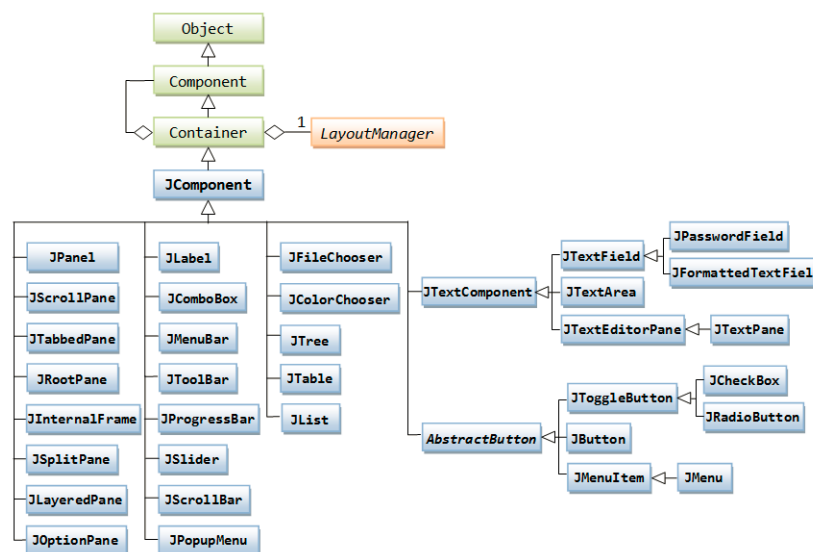 Object
Component
Container
1
LayoutManager
JComponent
JPanel
JScrollPane
JTabbedPane
JRootPane
JInternalFrame
JSplitPane
JLayeredPane
JOptionPane
JLabel
JComboBox
JMenuBar
JToolBar
JProgressBar
JSlider
JScrollBar
JPopupMenu
JFileChooser
JColorChooser
JTree
JTable
JList
JTextComponent
JTextField
JPasswordField
JFormattedTextFiel
JTextArea
JTextEditorPane
JTextPane
AbstractButton
JToggleButton
JCheckBox
JRadioButton
JButton
JMenuItem
JMenu